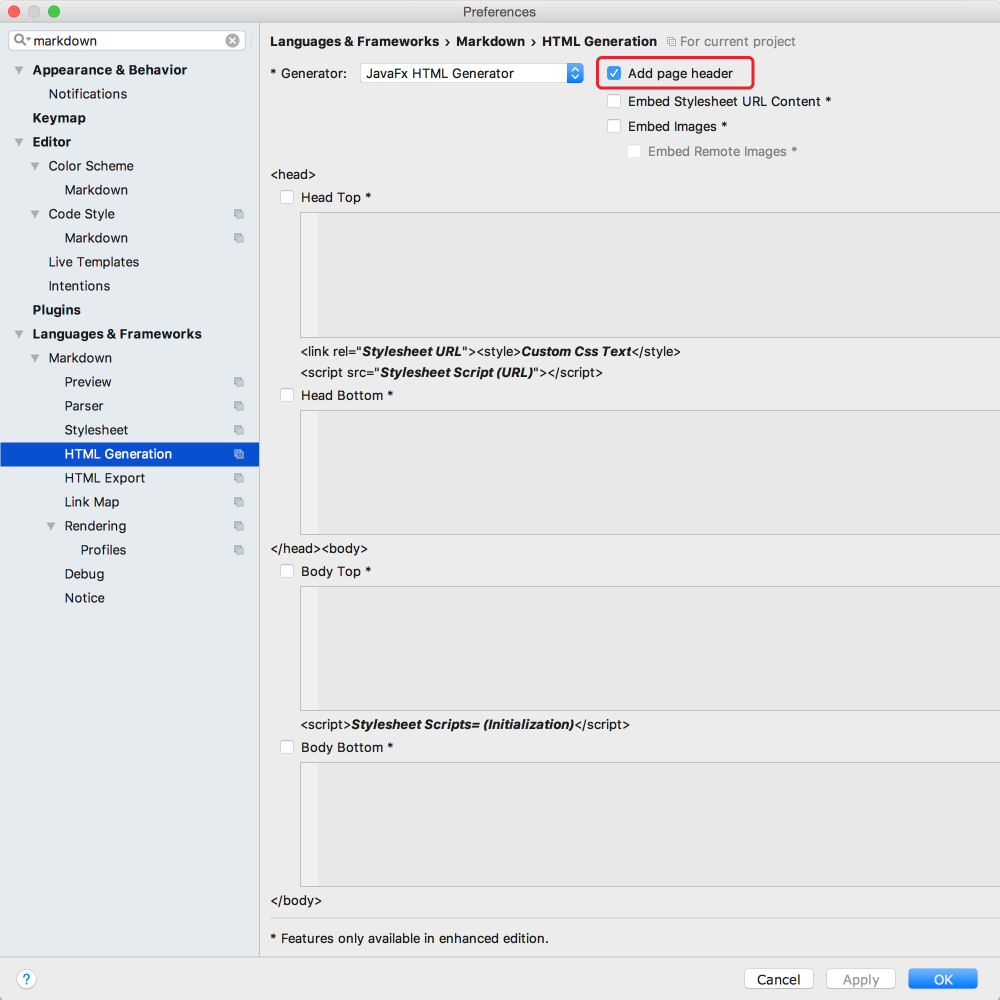 Preferences
markdown
Appearance & Behavior
Notifications
Keymap
Editor
Color Scheme
Markdown
Code Style
Markdown
Live Templates
Intentions
Plugins
Languages & Frameworks
Markdown
Preview
Parser
Stylesheet
HTML Generation
HTML Export
Link Map
Rendering
Profiles
Debug
Notice
Languages & Frameworks › Markdown › HTML Generation For current project
* Generator: JavaFx HTML Generator Add page header
Embed Stylesheet URL Content *
Embed Images *
Embed Remote Images *
<head>
Head Top *
<link rel="Stylesheet URL"><style>Custom Css Text</style>
<script src="Stylesheet Script (URL)"></script>
Head Bottom *
</head><body>
Body Top *
<script>Stylesheet Scripts= (Initialization)</script>
Body Bottom *
</body>
* Features only available in enhanced edition.
? Cancel Apply OK